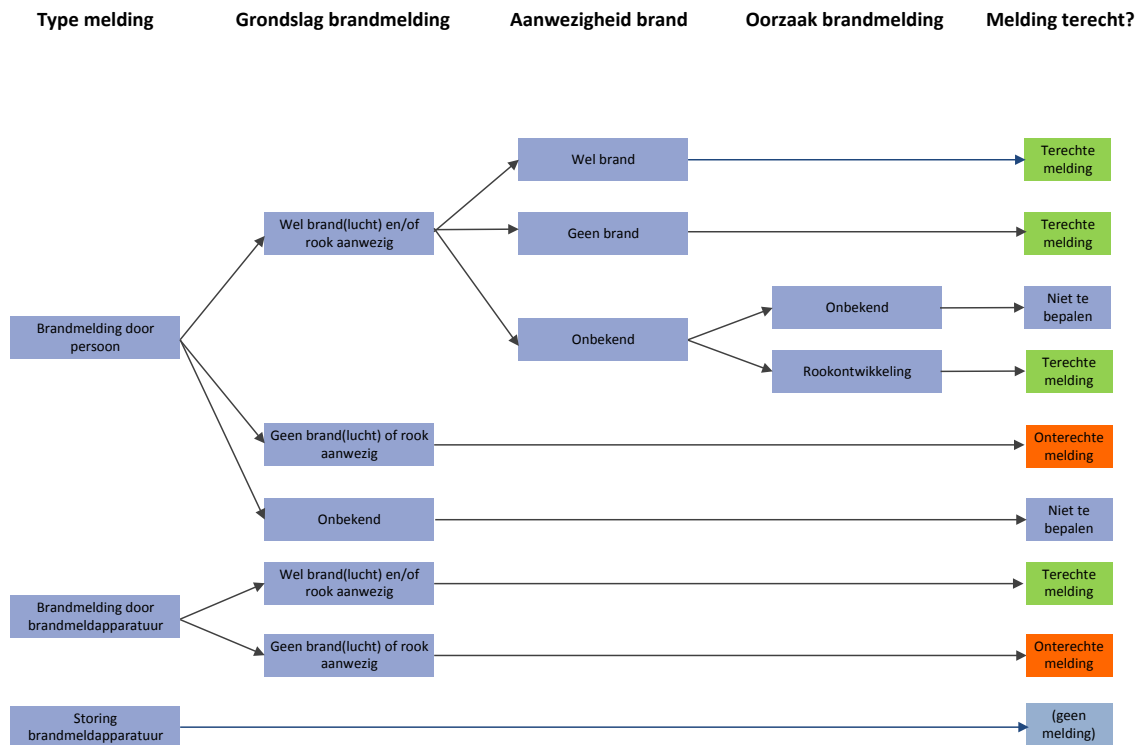 Type melding
Grondslag brandmelding
Aanwezigheid brand
Oorzaak brandmelding
Melding terecht?
Wel brand
Terechte
melding
Wel brand(lucht) en/of
rook aanwezig
Geen brand
Terechte
melding
Brandmelding door
persoon
Onbekend
Onbekend
Niet te
bepalen
Rookontwikkeling
Terechte
melding
Geen brand(lucht) of rook
aanwezig
Onterechte
melding
Onbekend
Niet te
bepalen
Brandmelding door
brandmeldapparatuur
Wel brand(lucht) en/of
rook aanwezig
Terechte
melding
Geen brand(lucht) of rook
aanwezig
Onterechte
melding
Storing
brandmeldapparatuur
(geen
melding)